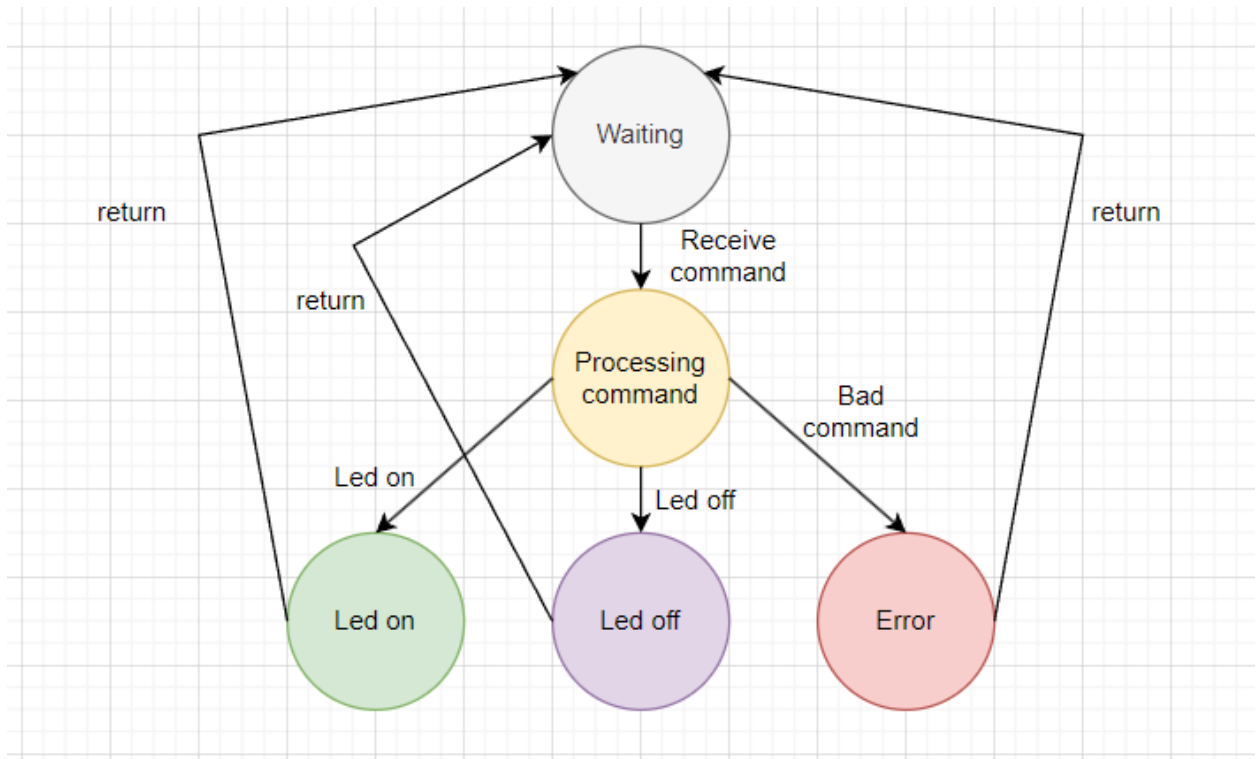 Waiting
return
return
Receive
command
return
Processing
command
Bad
command
Led on
Led off
Led on
Led off
Error